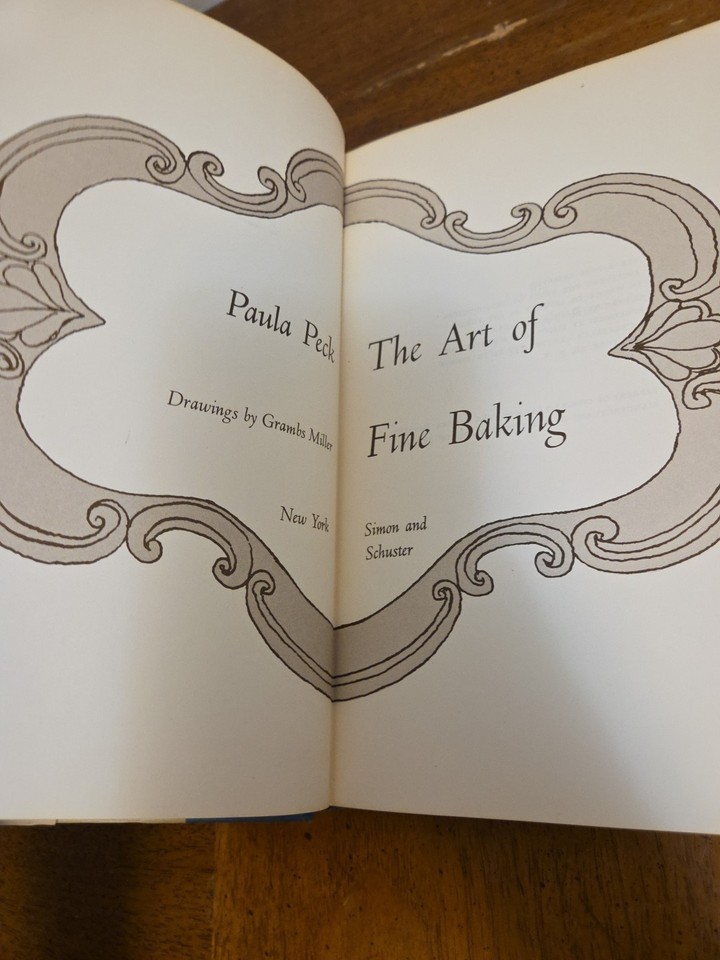 Paula Peck
Drawings by Grambs Miller
New York
The Art of
Fine Baking
Simon and
Schuster